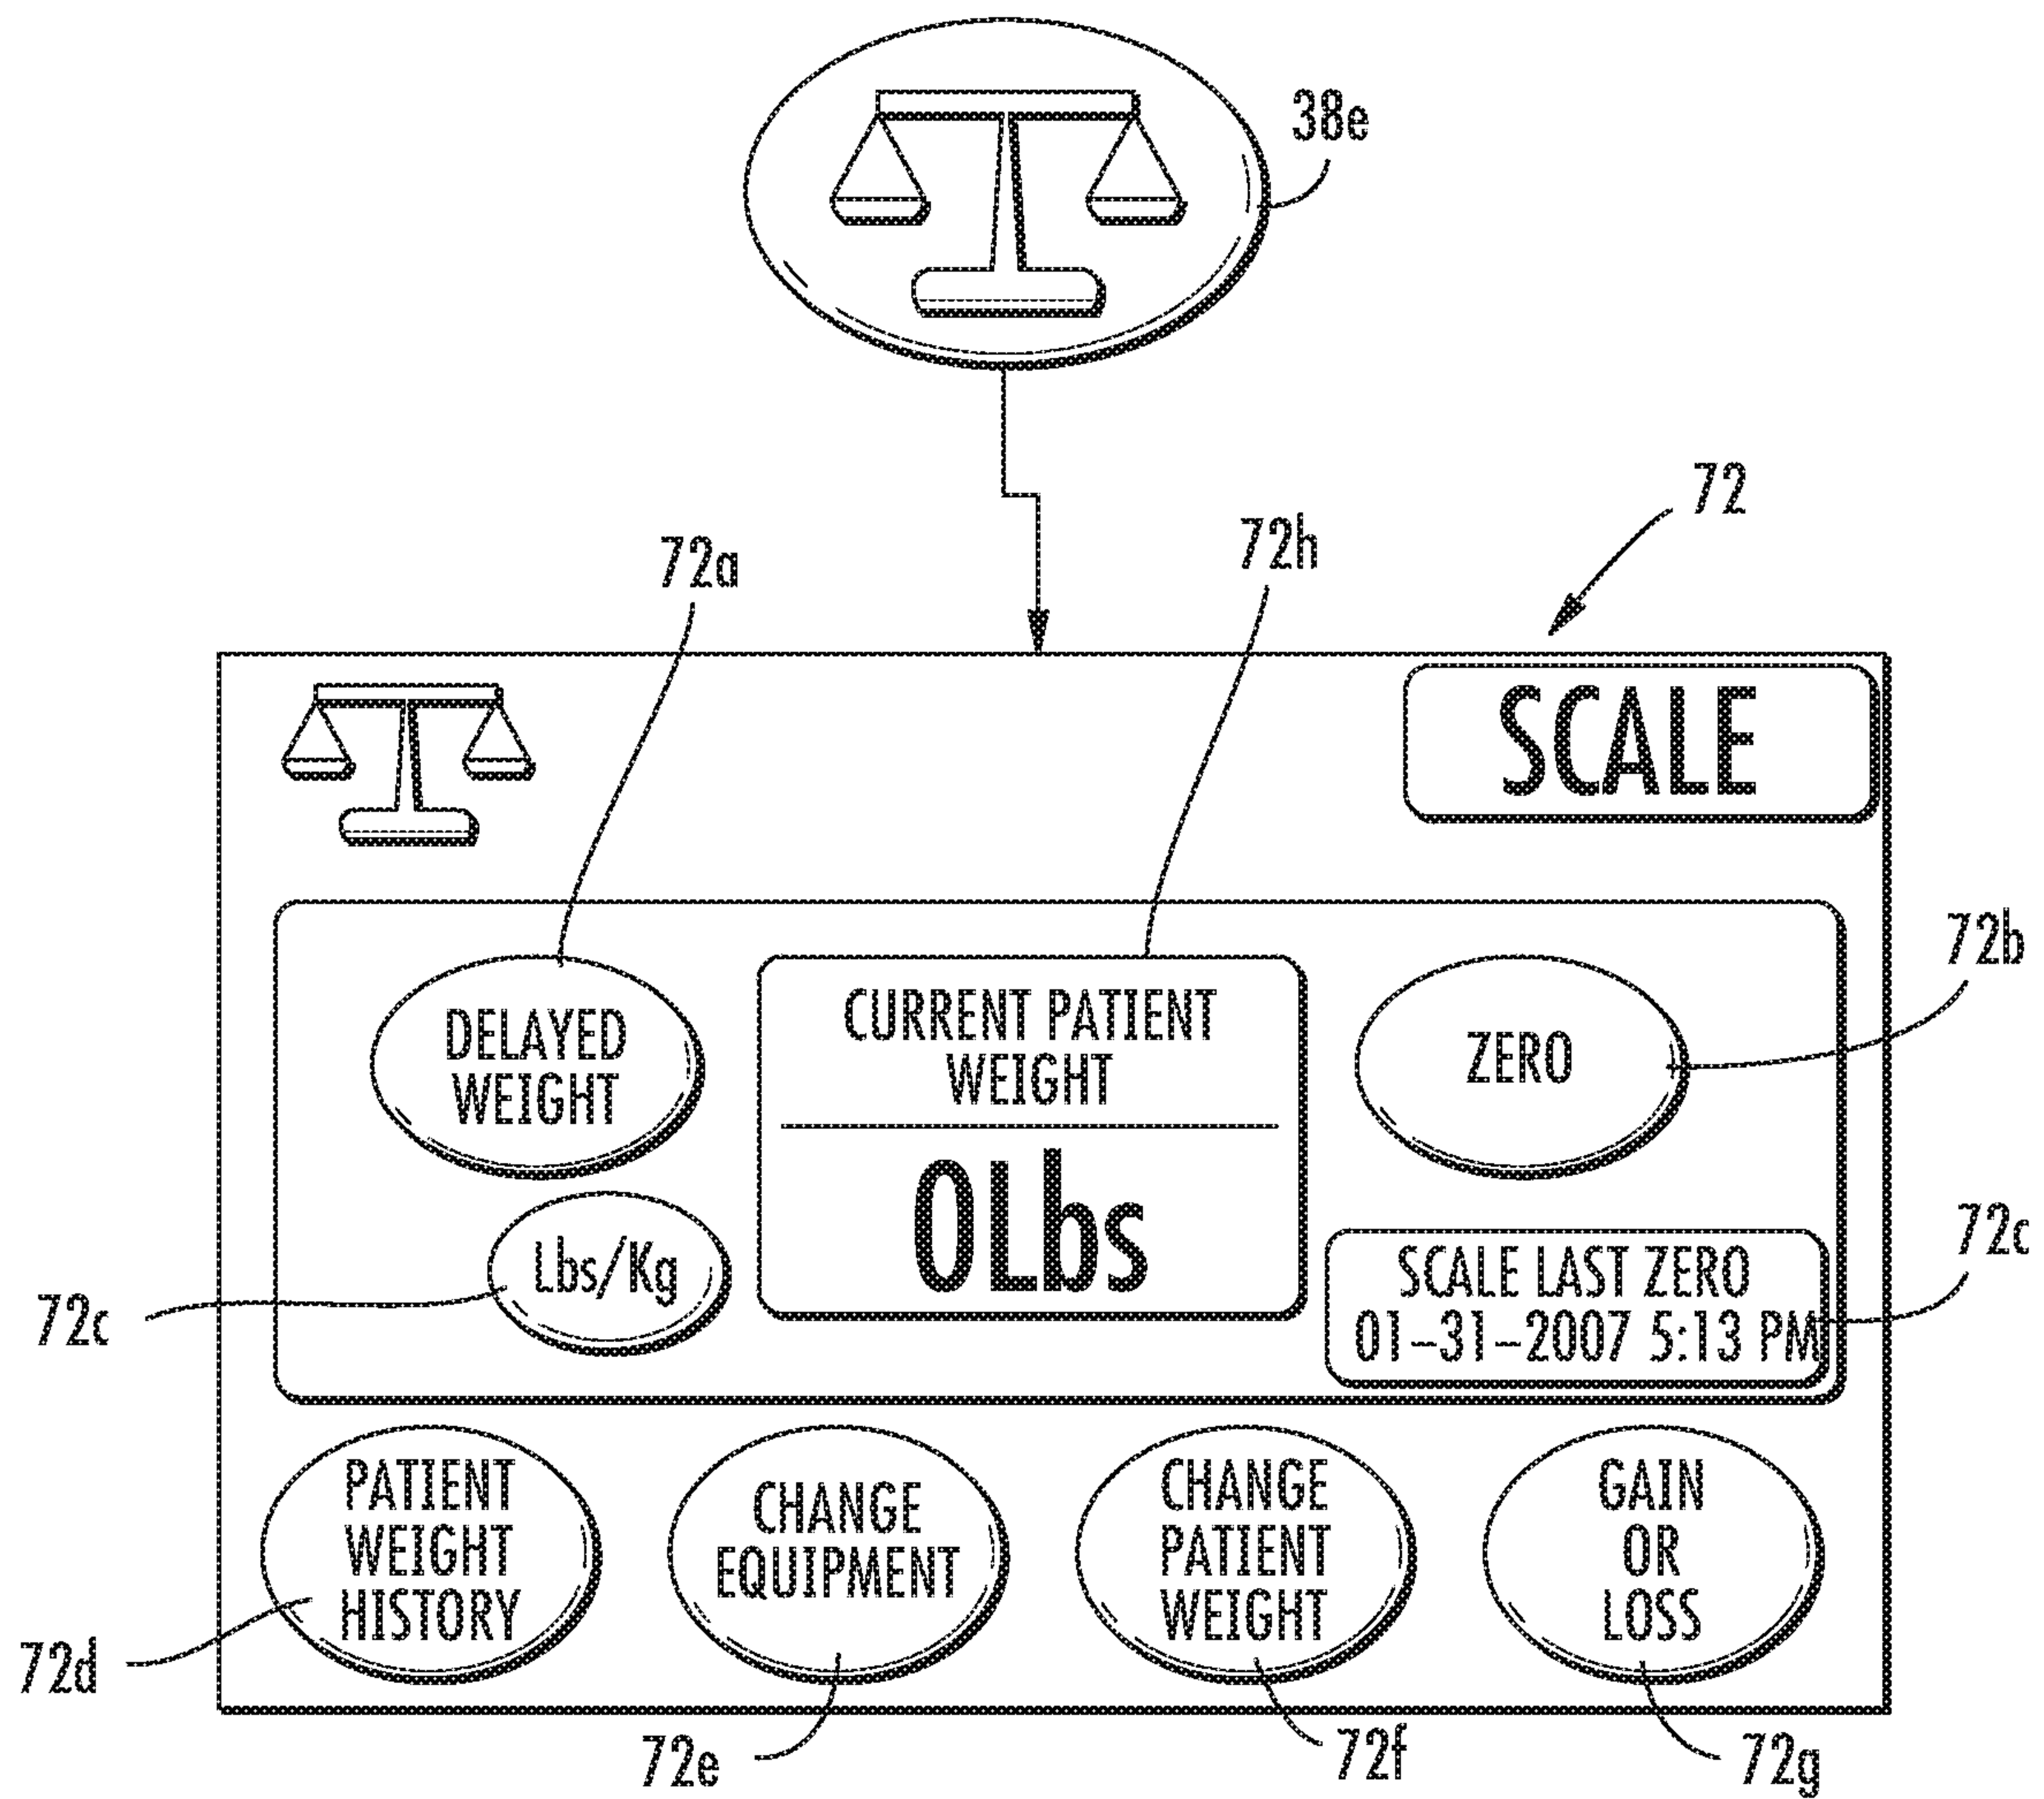 38e
72
72a
72h
SCALE
72b
DELAYED
WEIGHT
CURRENT PATIENT
WEIGHT
0Lbs
ZERO
72c
Lbs/Kg
SCALE LAST ZERO
01-31-2007 5:13 PM
72c
PATIENT
WEIGHT
HISTORY
CHANGE
EQUIPMENT
CHANGE
PATIENT
WEIGHT
GAIN
OR
LOSS
72d
72e
72f
72g